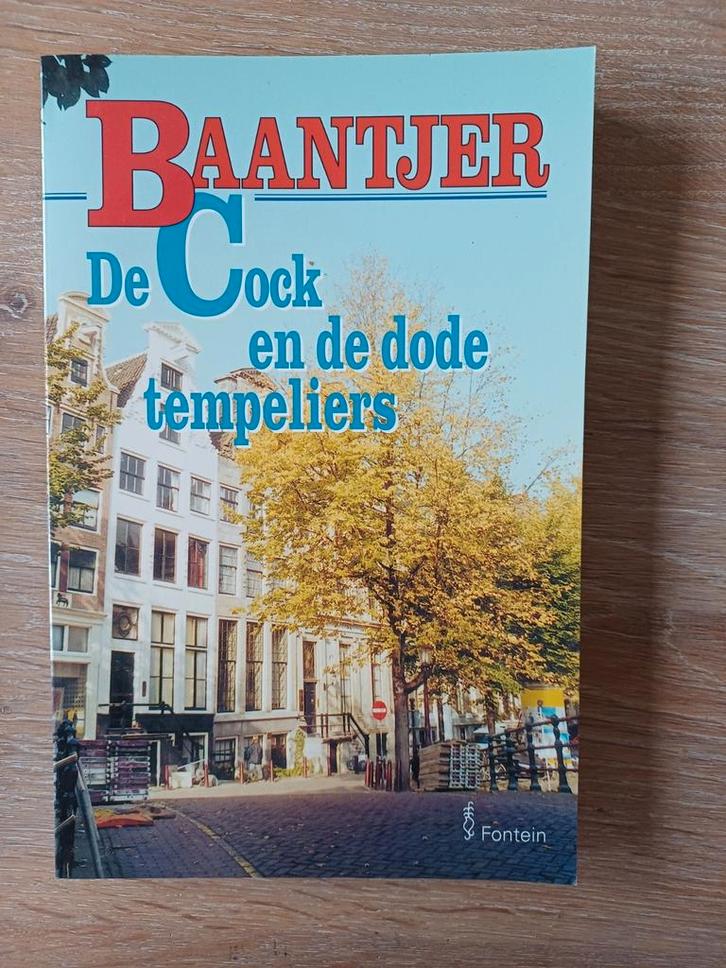 BAANTJER
De Cock
en de dode
tempeliers
Fontein